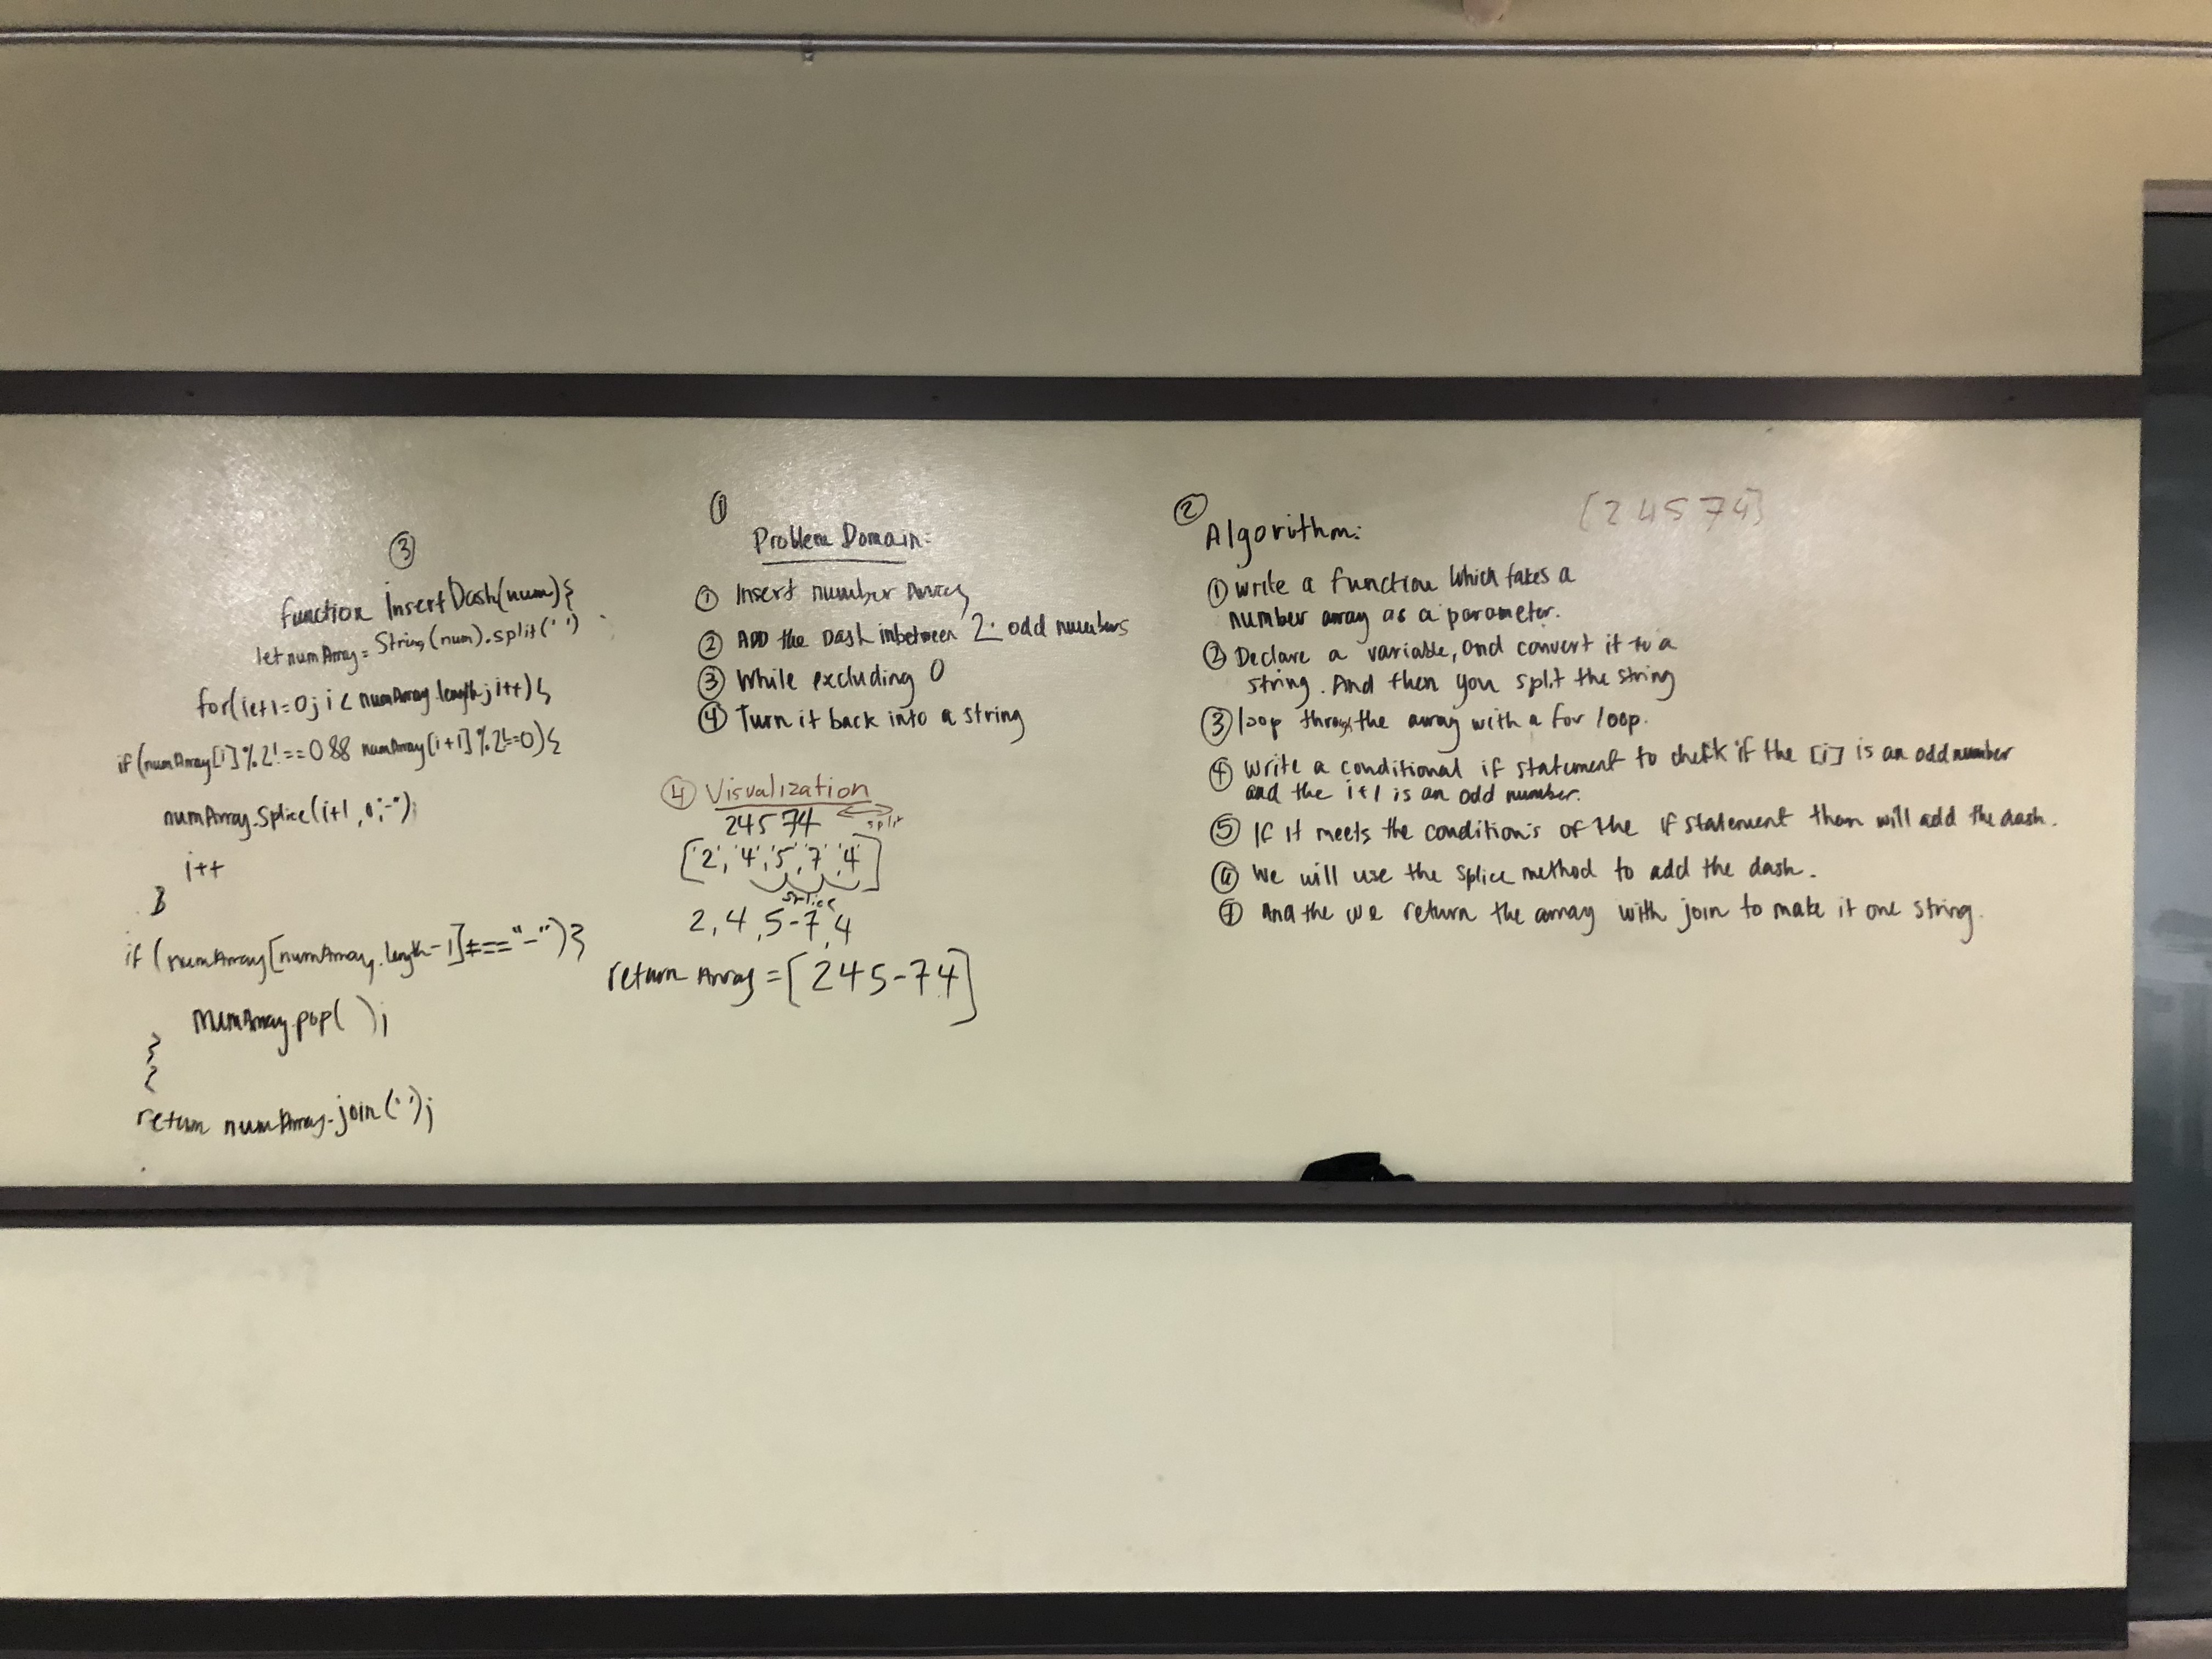 ①
Problem Domain:
① Insert number Array
② ADD the Dash inbetween 2 odd numbers
③ While excluding 0
④ Turn it back into a string
②
Algorithm:
[24574]
① Write a function which takes a
number array as a parameter.
② Declare a variable, and convert it to a
string. And then you split the string
③ loop through the array with a for loop.
④ Write a conditional if statement to check if the [i] is an odd number
and the i+1 is an odd number.
⑤ If it meets the condition's of the if statement then will add the dash.
⑥ We will use the splice method to add the dash.
⑦ And the we return the array with join to make it one string.
③
function InsertDash(num){
let numArray = String(num).split('')
for(let i=0; i < numArray.length; i++){
if(numArray[i]%2!==0 && numArray[i+1]%2!==0){
numArray.splice(i+1, 0, "-");
i++
}
if(numArray[numArray.length-1]==="-"){
numArray.pop( );
}
}
return numArray.join('');
④ Visualization
24574 split
['2', '4', '5', '7', '4']
splice
2, 4, 5-7, 4
return Array = [245-74]